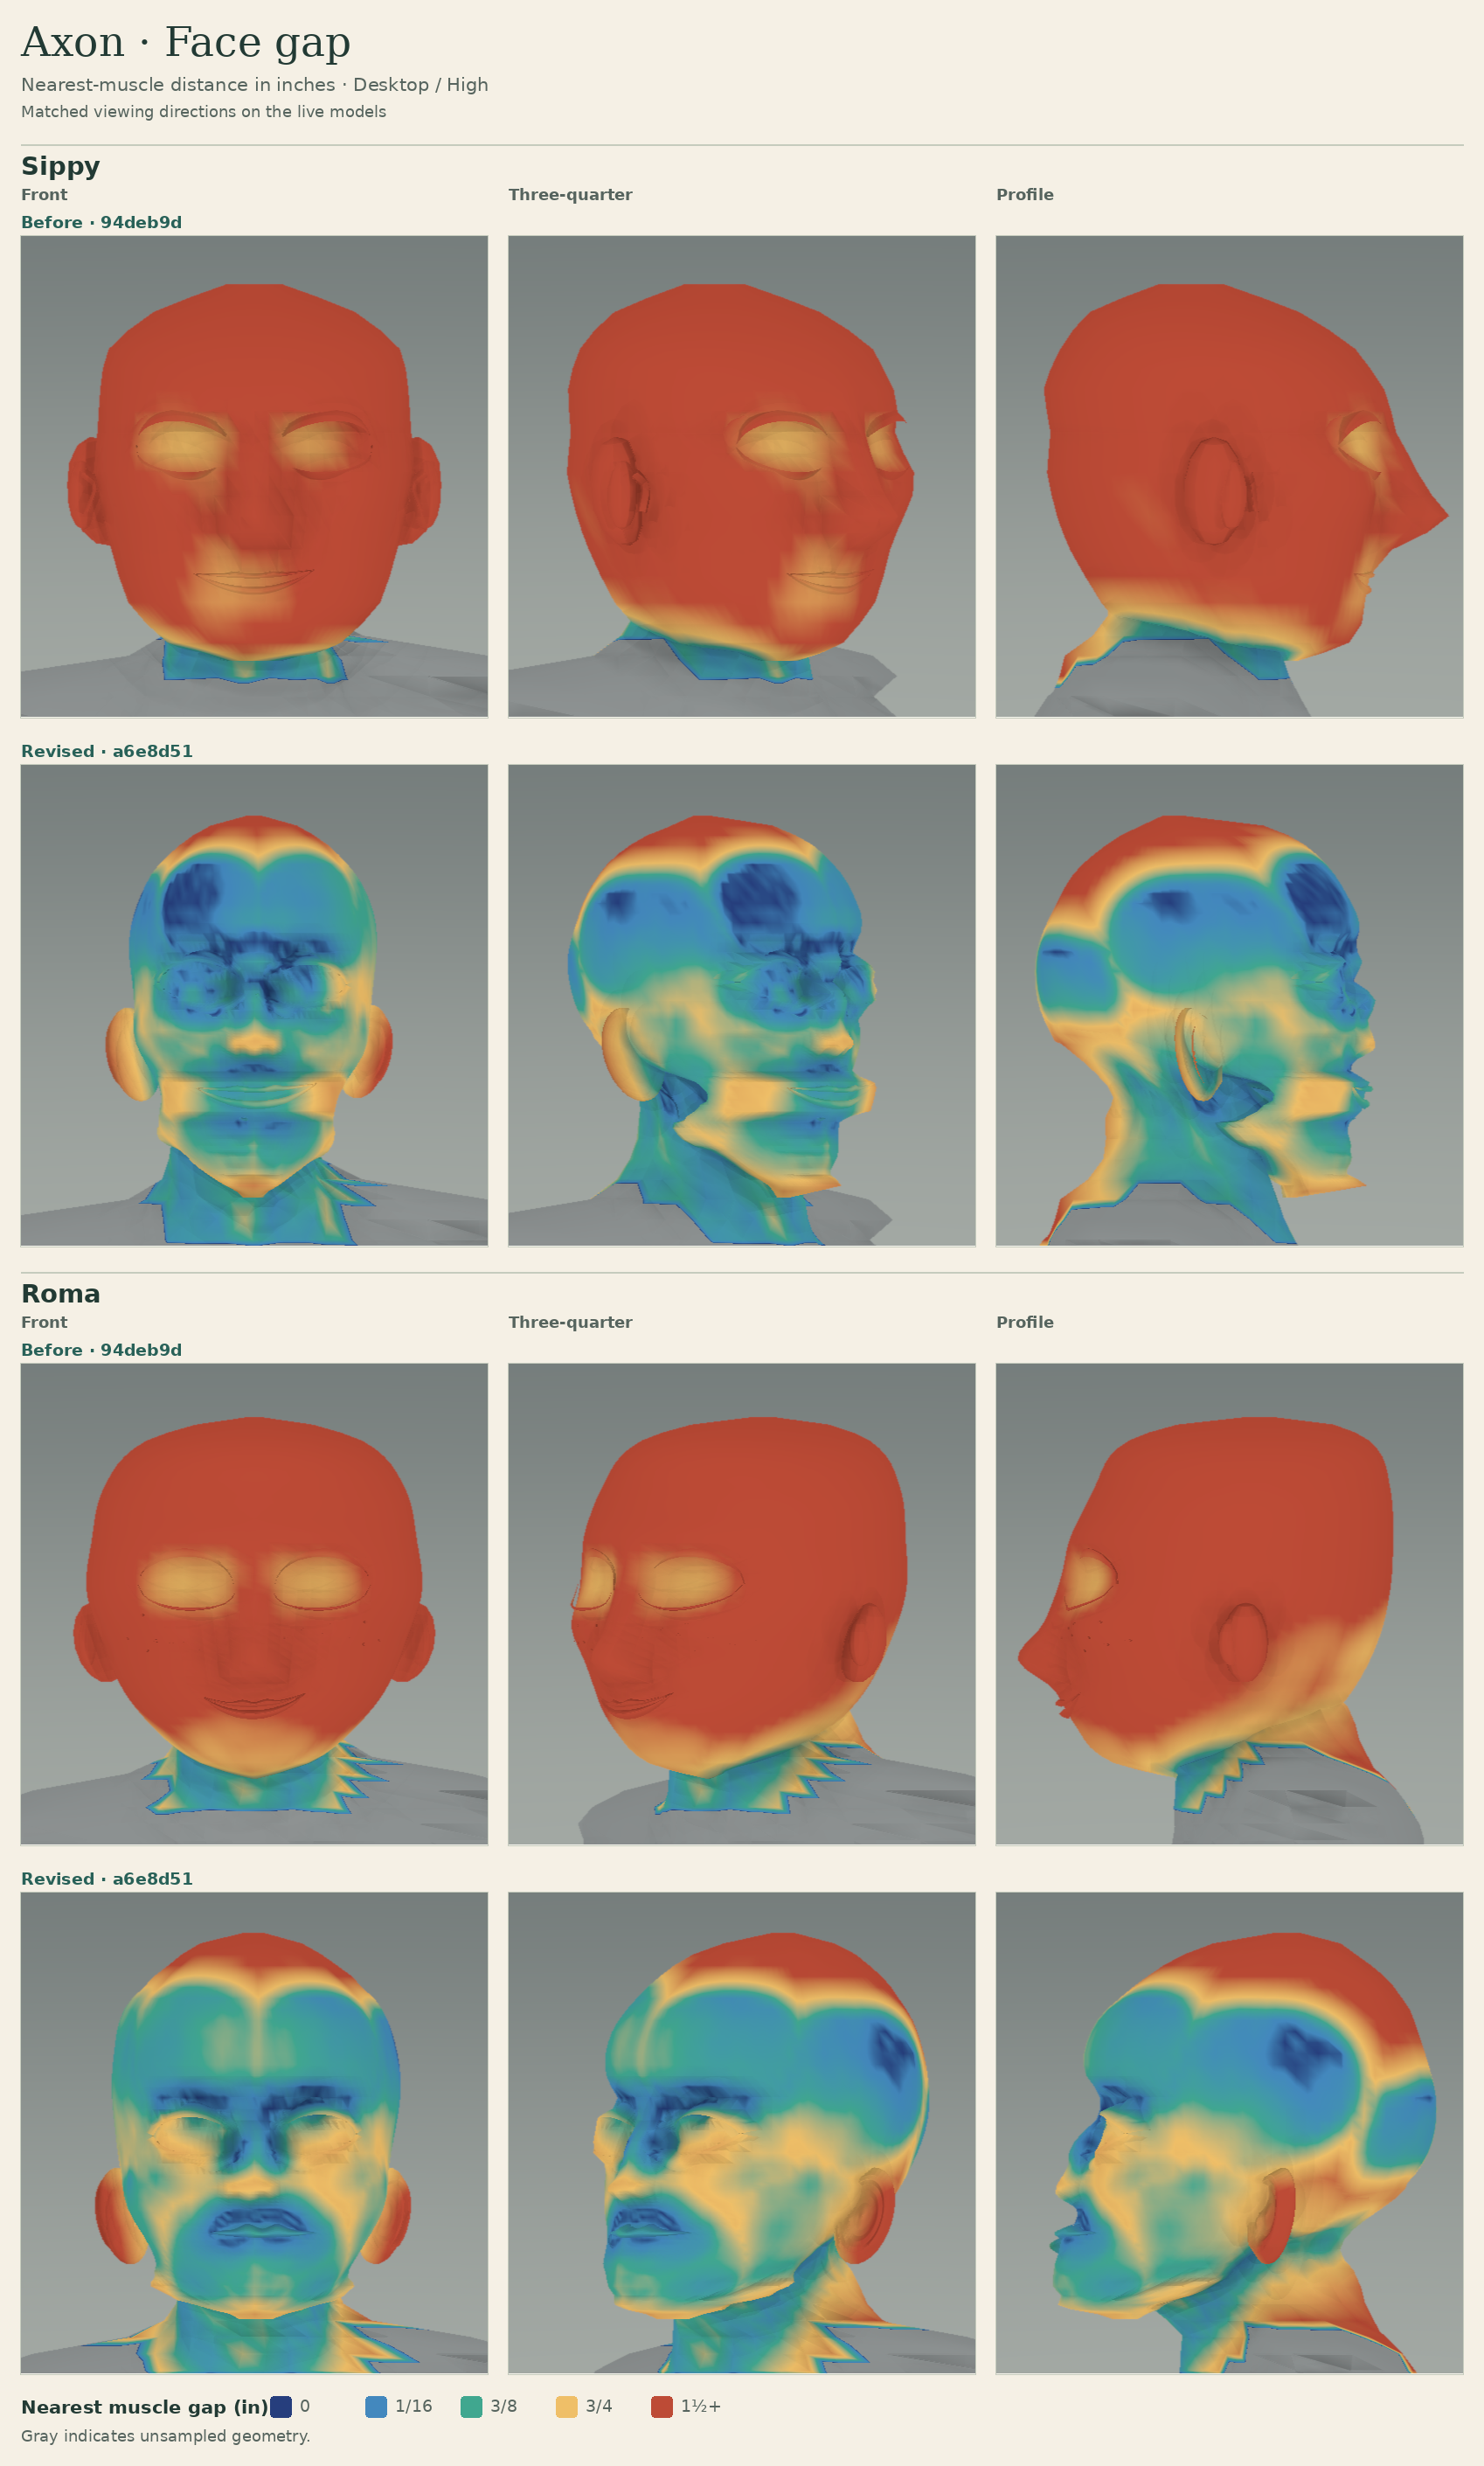 Axon · Face gap
Nearest-muscle distance in inches · Desktop / High
Matched viewing directions on the live models
Sippy
Front Three-quarter Profile
Before · 94deb9d
Revised · a6e8d51
Roma
Front Three-quarter Profile
Before · 94deb9d
Revised · a6e8d51
Nearest muscle gap (in) 0 1/16 3/8 3/4 1½+
Gray indicates unsampled geometry.